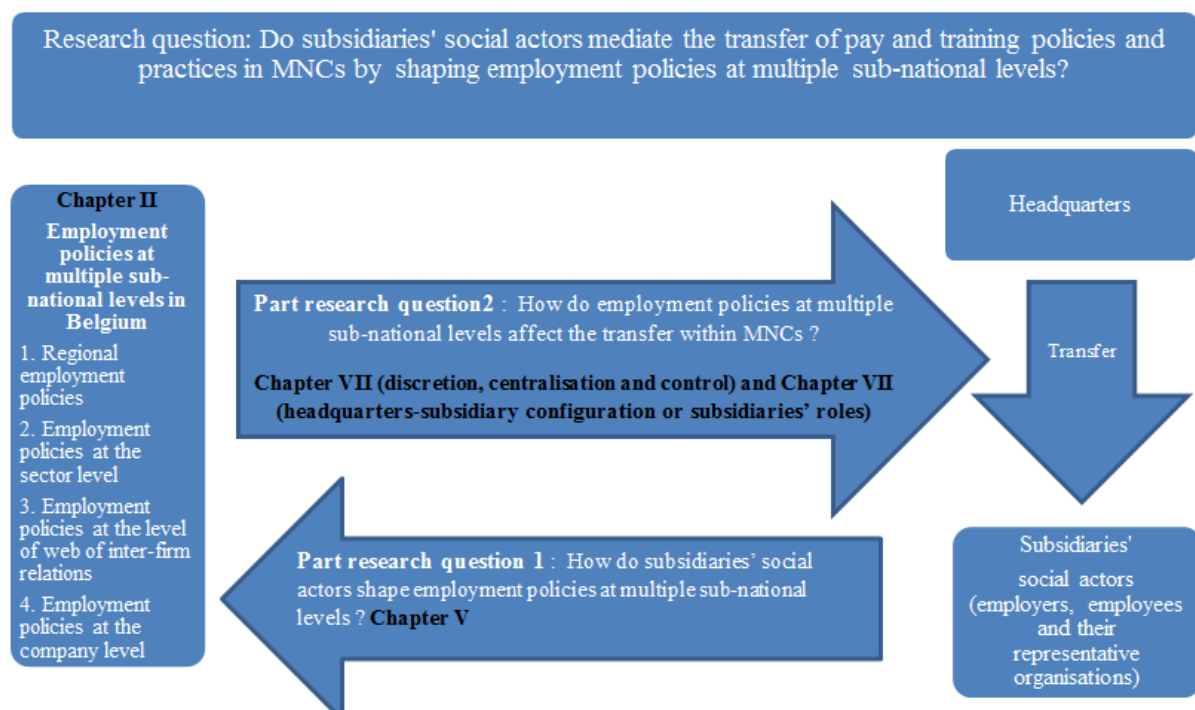 Research question: Do subsidiaries' social actors mediate the transfer of pay and training policies and
practices in MNCs by shaping employment policies at multiple sub-national levels?
Chapter II
Employment
policies at
multiple sub-
national levels in
Belgium
1. Regional
employment
policies
2. Employment
policies at the
sector level
3. Employment
policies at the level
of web of inter-firm
relations
4. Employment
policies at the
company level
Part research question2 : How do employment policies at multiple
sub-national levels affect the transfer within MNCs ?
Chapter VII (discretion, centralisation and control) and Chapter VII
(headquarters-subsidiary configuration or subsidiaries’ roles)
Part research question 1 : How do subsidiaries’ social
actors shape employment policies at multiple sub-national
levels ? Chapter V
Headquarters
Transfer
Subsidiaries'
social actors
(employers, employees
and their
representative
organisations)